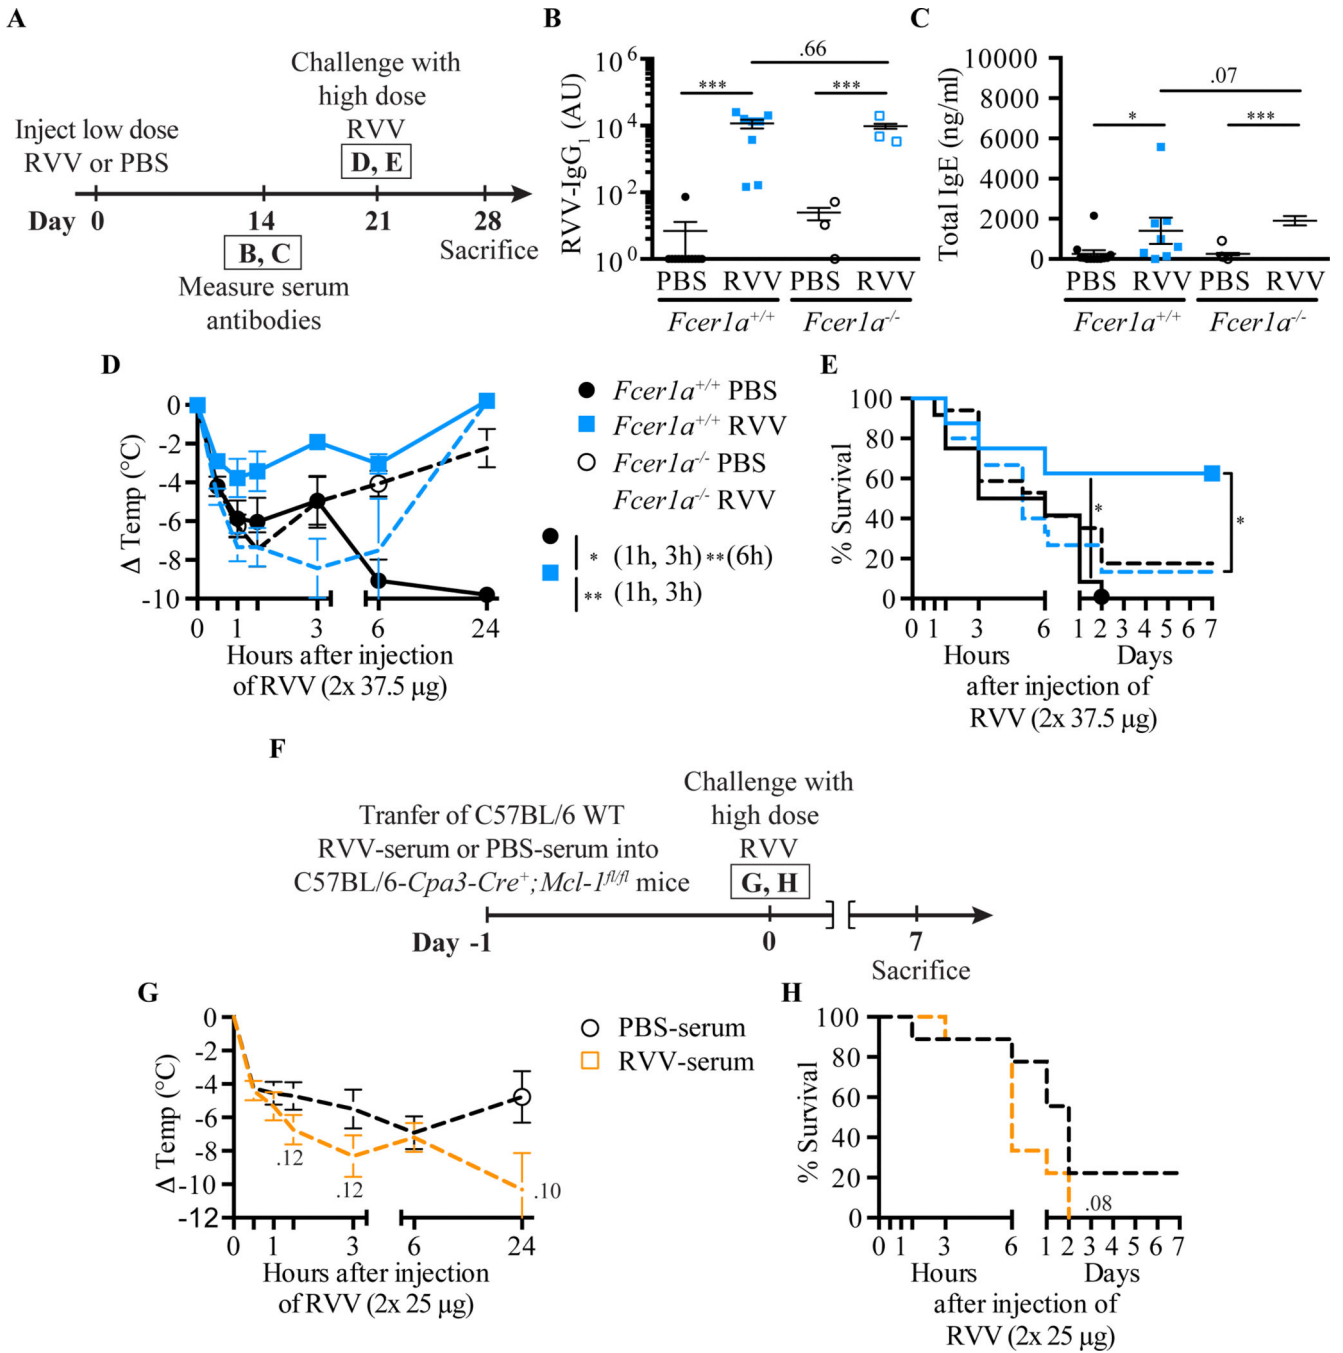 A
Inject low dose
RVV or PBS
Challenge with
high dose
RVV
D, E
Day 0 14 21 28
B, C
Sacrifice
Measure serum
antibodies
B
RVV-IgG1 (AU)
10^6
10^4
10^2
10^0
.66
*** ***
PBS RVV PBS RVV
Fcer1a+/+ Fcer1a-/-
C
Total IgE (ng/ml)
10000
8000
6000
4000
2000
0
.07
* ***
PBS RVV PBS RVV
Fcer1a+/+ Fcer1a-/-
D
Δ Temp (°C)
0
-2
-4
-6
-8
-10
0 1 3 6 24
Hours after injection
of RVV (2x 37.5 µg)
Fcer1a+/+ PBS
Fcer1a+/+ RVV
Fcer1a-/- PBS
Fcer1a-/- RVV
* (1h, 3h) **(6h)
** (1h, 3h)
E
% Survival
100
80
60
40
20
0
* *
0 1 3 6 1 2 3 4 5 6 7
Hours Days
after injection of
RVV (2x 37.5 µg)
F
Tranfer of C57BL/6 WT
RVV-serum or PBS-serum into
C57BL/6-Cpa3-Cre+;Mcl-1fl/fl mice
Challenge with
high dose
RVV
G, H
Day -1 0 7
Sacrifice
G
Δ Temp (°C)
0
-2
-4
-6
-8
-10
-12
.12
.12
.10
0 1 3 6 24
Hours after injection
of RVV (2x 25 µg)
PBS-serum
RVV-serum
H
% Survival
100
80
60
40
20
0
.08
0 1 3 6 1 2 3 4 5 6 7
Hours Days
after injection of
RVV (2x 25 µg)